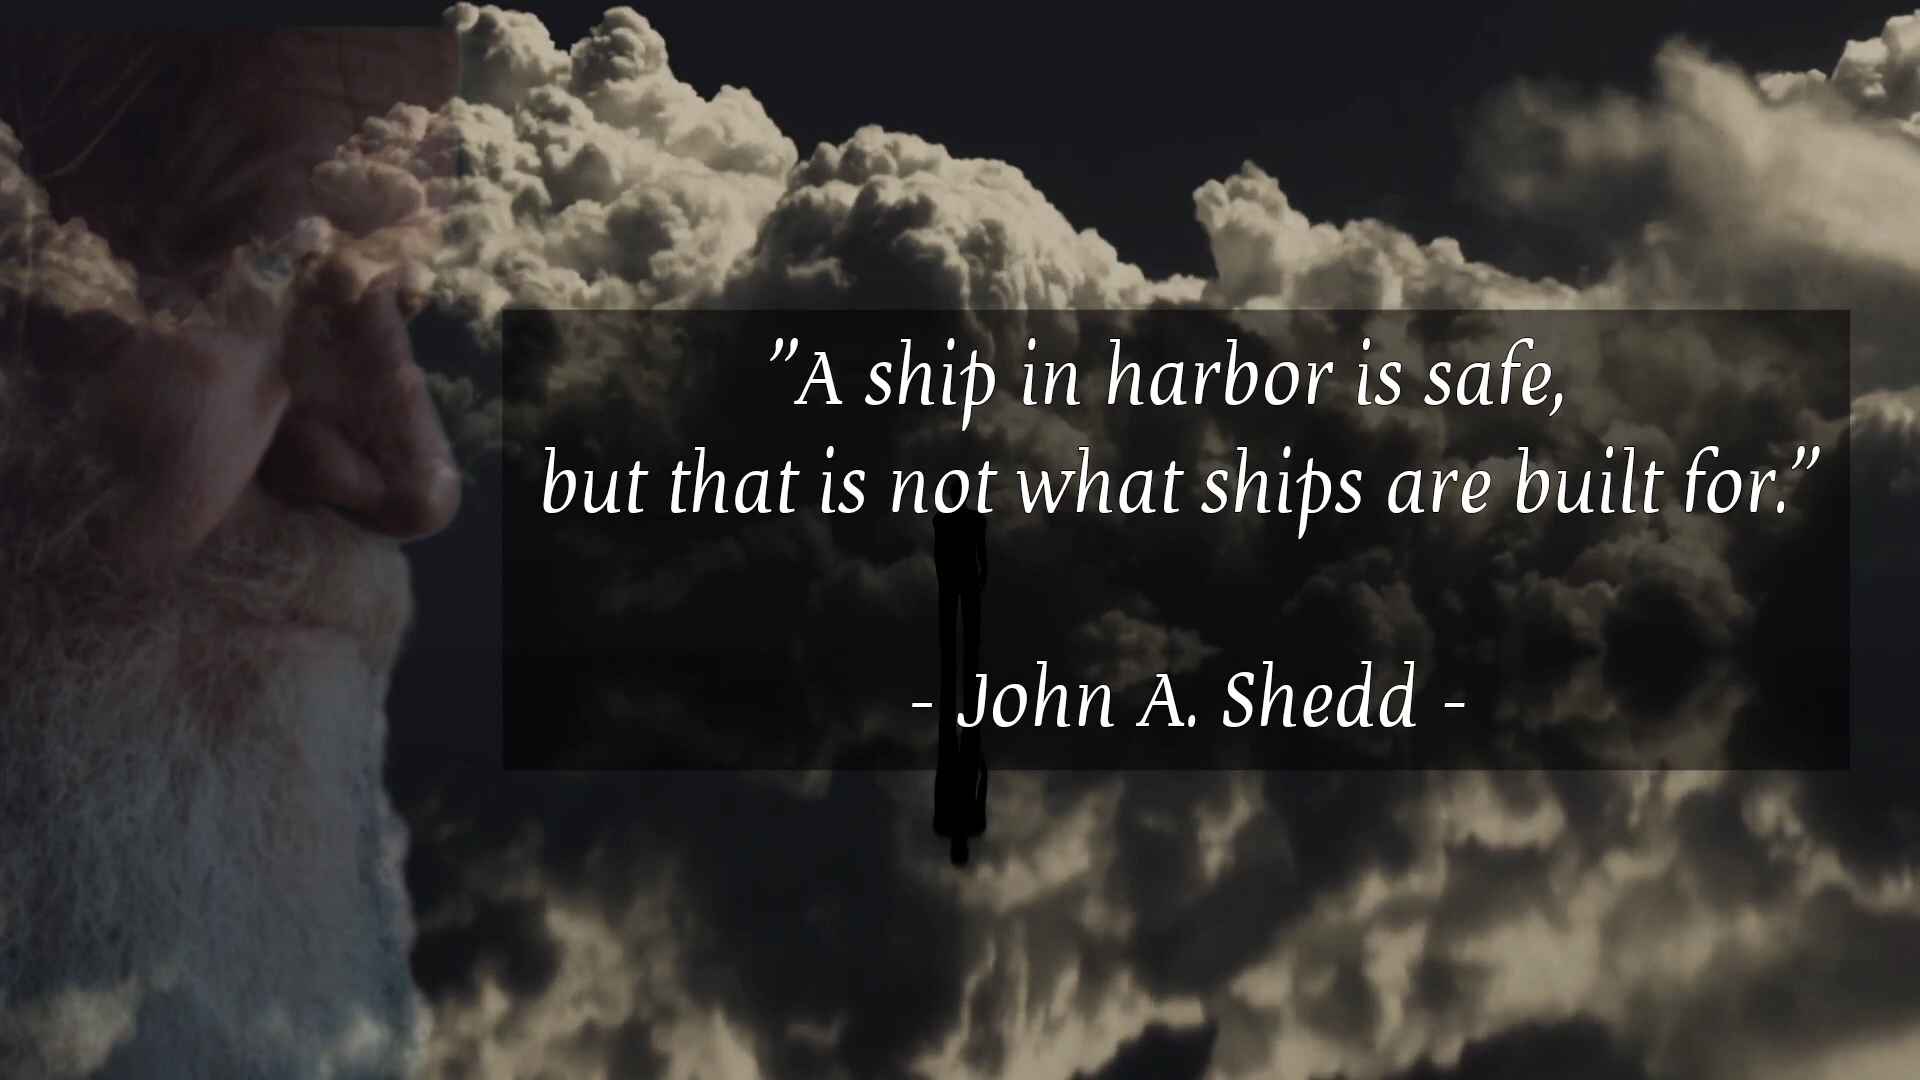 ”A ship in harbor is safe,
but that is not what ships are built for.”
- John A. Shedd -